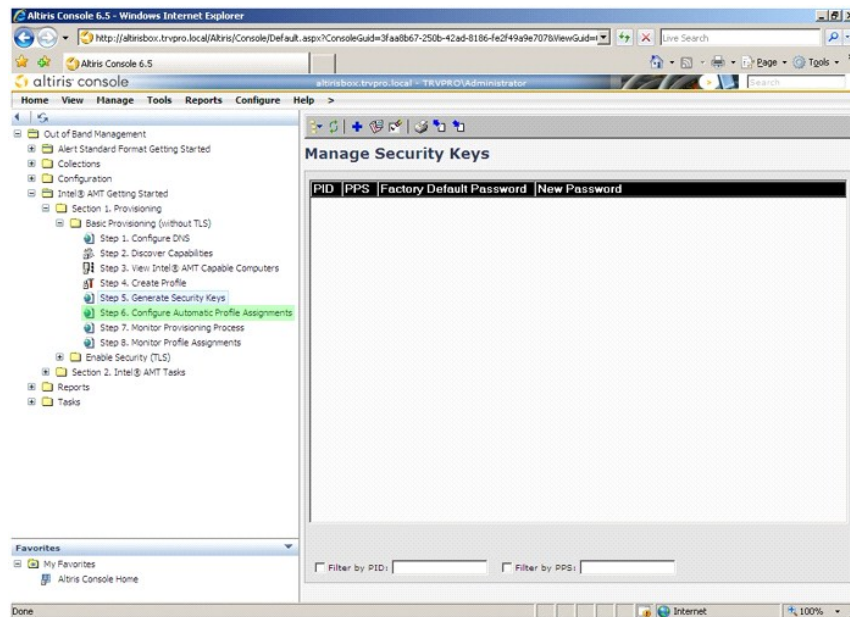 Altiris Console 6.5 - Windows Internet Explorer
http://altirisbox.trvpro.local/Altiris/Console/Default.aspx?ConsoleGuid=3faa8b67-250b-42ad-8186-fe2f49a9e707&ViewGuid=
Live Search
Altiris Console 6.5
Page
Tools
altiris console
altirisbox.trvpro.local - TRVPRO\Administrator
Search
Home View Manage Tools Reports Configure Help >
Out of Band Management
Alert Standard Format Getting Started
Collections
Configuration
Intel® AMT Getting Started
Section 1. Provisioning
Basic Provisioning (without TLS)
Step 1. Configure DNS
Step 2. Discover Capabilities
Step 3. View Intel® AMT Capable Computers
Step 4. Create Profile
Step 5. Generate Security Keys
Step 6. Configure Automatic Profile Assignments
Step 7. Monitor Provisioning Process
Step 8. Monitor Profile Assignments
Enable Security (TLS)
Section 2. Intel® AMT Tasks
Reports
Tasks
Manage Security Keys
PID PPS Factory Default Password New Password
Filter by PID: Filter by PPS:
Favorites
My Favorites
Altiris Console Home
Done
Internet
100%